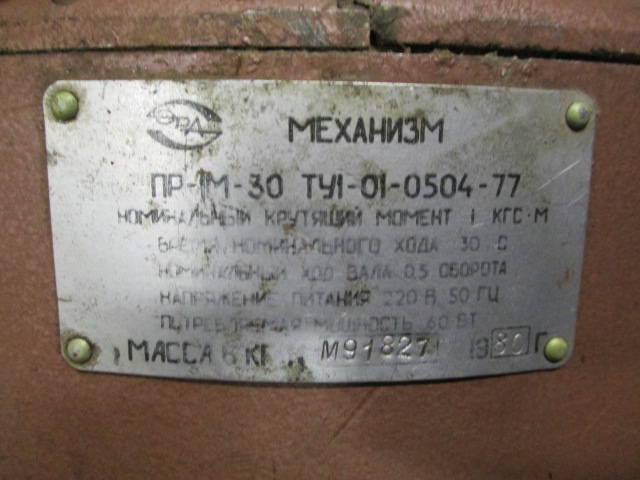 МЕХАНИЗМ
ПР-1М-30 ТУ1-01-0504-77
НОМИНАЛЬНЫЙ КРУТЯЩИЙ МОМЕНТ 1 КГС·М
ВРЕМЯ НОМИНАЛЬНОГО ХОДА 30 С
НОМИНАЛЬНЫЙ ХОД ВАЛА 0,5 ОБОРОТА
НАПРЯЖЕНИЕ ПИТАНИЯ 220 В 50 ГЦ
ПОТРЕБЛЯЕМАЯ МОЩНОСТЬ 60 ВТ
МАССА 6 КГ М91827 1980 Г